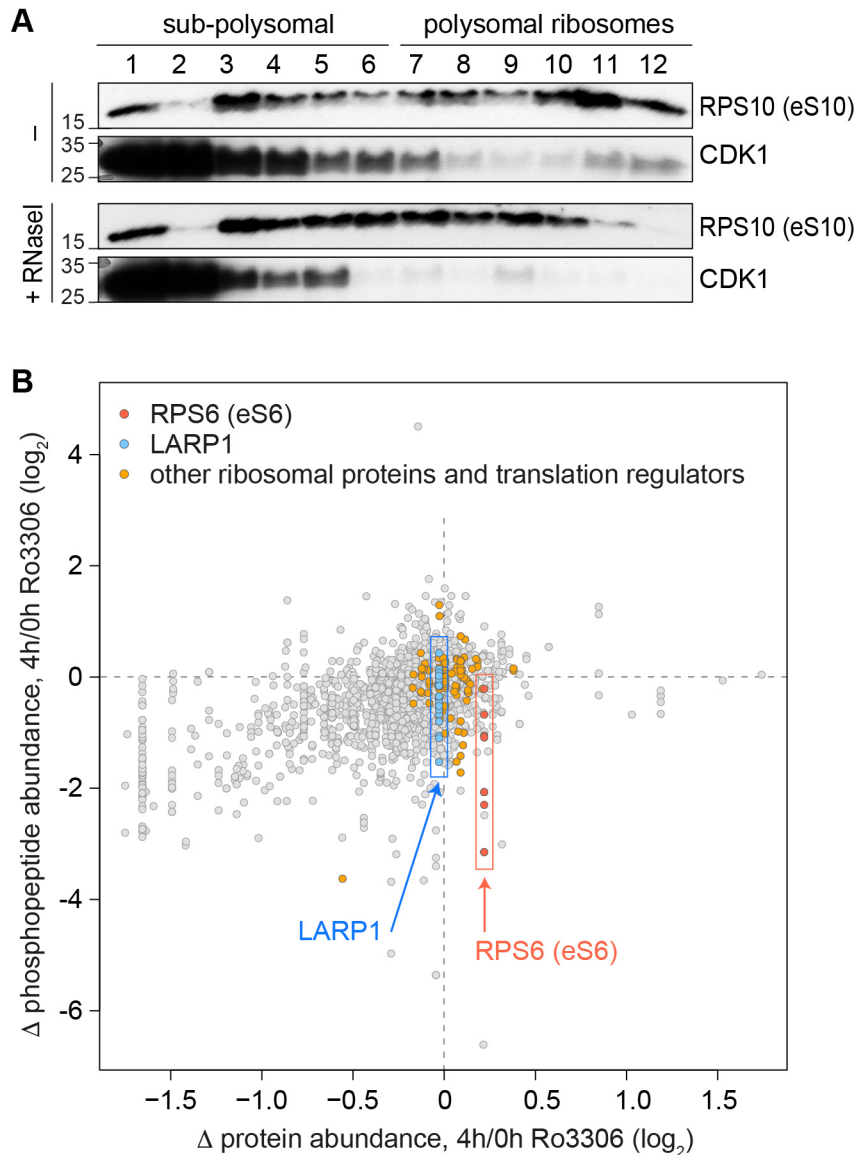 A
sub-polysomal polysomal ribosomes
1 2 3 4 5 6 7 8 9 10 11 12
–
15
RPS10 (eS10)
35
25
CDK1
+ RNaseI
15
RPS10 (eS10)
35
25
CDK1
B
RPS6 (eS6)
LARP1
other ribosomal proteins and translation regulators
Δ phosphopeptide abundance, 4h/0h Ro3306 (log₂)
4
2
0
-2
-4
-6
LARP1
RPS6 (eS6)
−1.5 −1.0 −0.5 0 0.5 1.0 1.5
Δ protein abundance, 4h/0h Ro3306 (log₂)